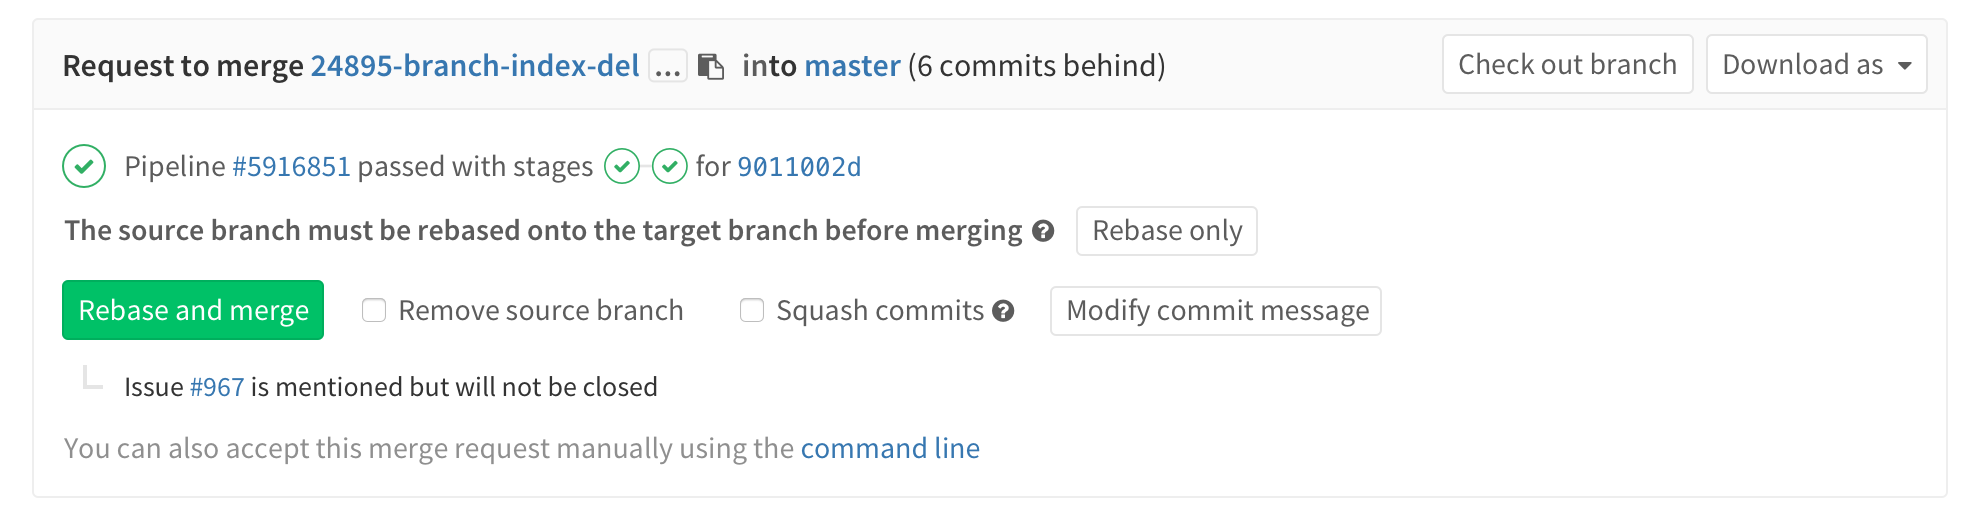 Request to merge 24895-branch-index-del ... into master (6 commits behind) Check out branch Download as
Pipeline #5916851 passed with stages for 9011002d
The source branch must be rebased onto the target branch before merging ? Rebase only
Rebase and merge Remove source branch Squash commits ? Modify commit message
Issue #967 is mentioned but will not be closed
You can also accept this merge request manually using the command line